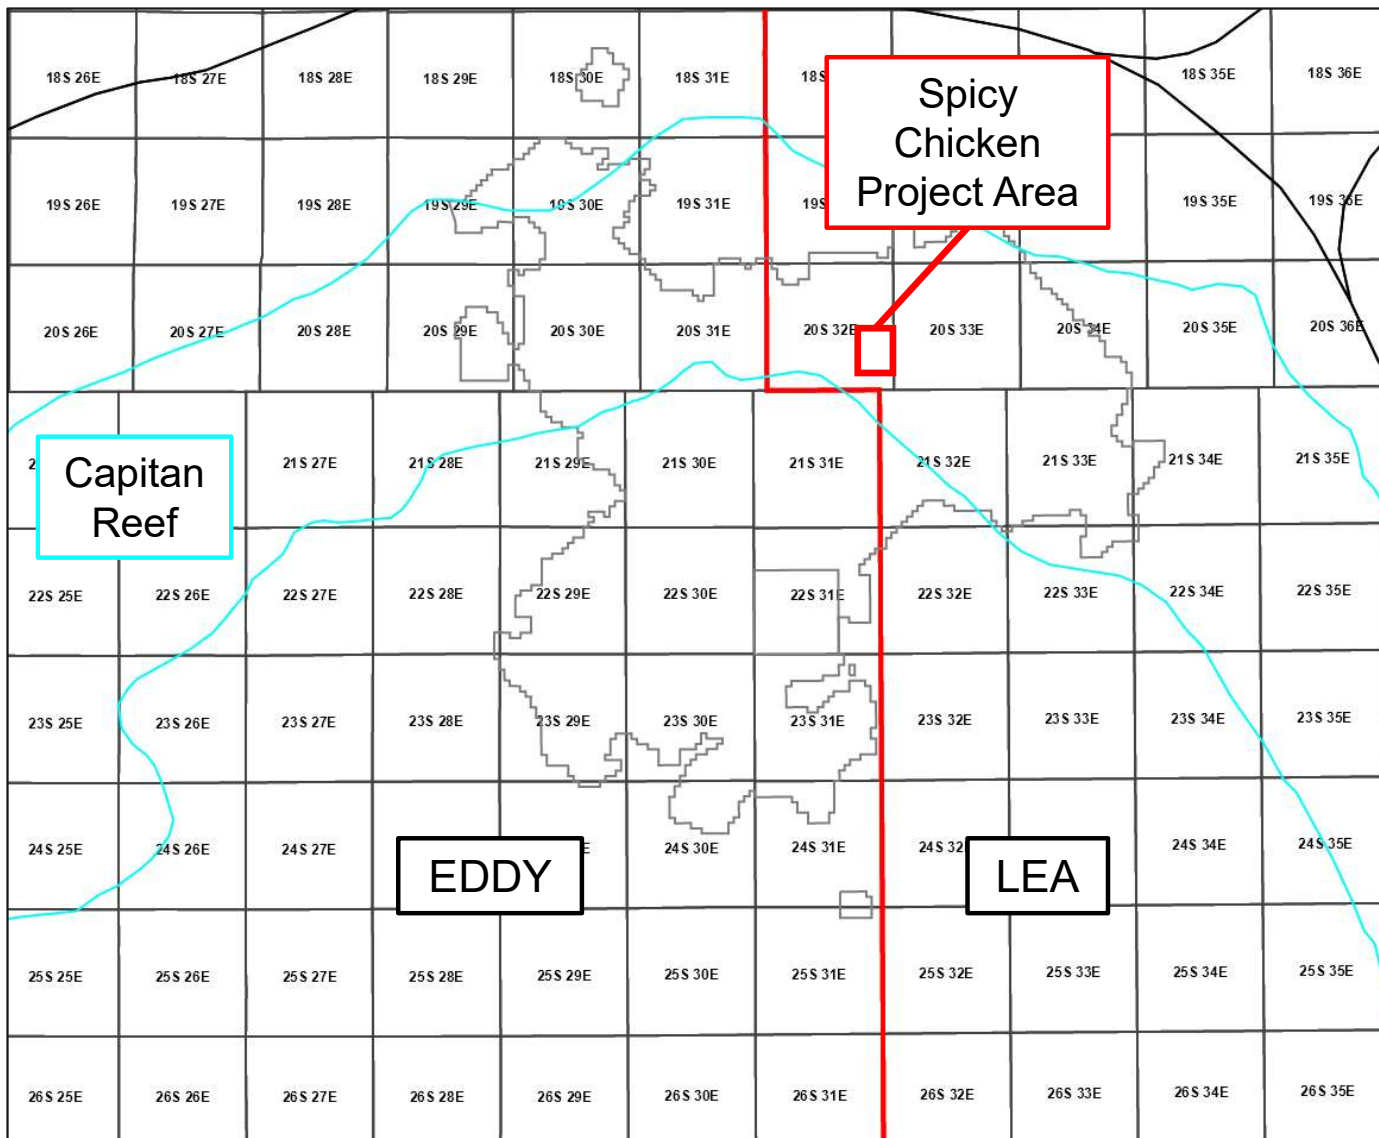 18S 26E
18S 27E
18S 28E
18S 29E
18S 30E
18S 31E
18S
18S 35E
18S 36E
Spicy
Chicken
Project Area
19S 26E
19S 27E
19S 28E
19S 29E
19S 30E
19S 31E
19S
19S 35E
19S 36E
20S 26E
20S 27E
20S 28E
20S 29E
20S 30E
20S 31E
20S 32E
20S 33E
20S 34E
20S 35E
20S 36E
Capitan
Reef
2
21S 27E
21S 28E
21S 29E
21S 30E
21S 31E
21S 32E
21S 33E
21S 34E
21S 35E
22S 25E
22S 26E
22S 27E
22S 28E
22S 29E
22S 30E
22S 31E
22S 32E
22S 33E
22S 34E
22S 35E
23S 25E
23S 26E
23S 27E
23S 28E
23S 29E
23S 30E
23S 31E
23S 32E
23S 33E
23S 34E
23S 35E
24S 25E
24S 26E
24S 27E
EDDY
E
24S 30E
24S 31E
24S 32
LEA
24S 34E
24S 35E
25S 25E
25S 26E
25S 27E
25S 28E
25S 29E
25S 30E
25S 31E
25S 32E
25S 33E
25S 34E
25S 35E
26S 25E
26S 26E
26S 27E
26S 28E
26S 29E
26S 30E
26S 31E
26S 32E
26S 33E
26S 34E
26S 35E